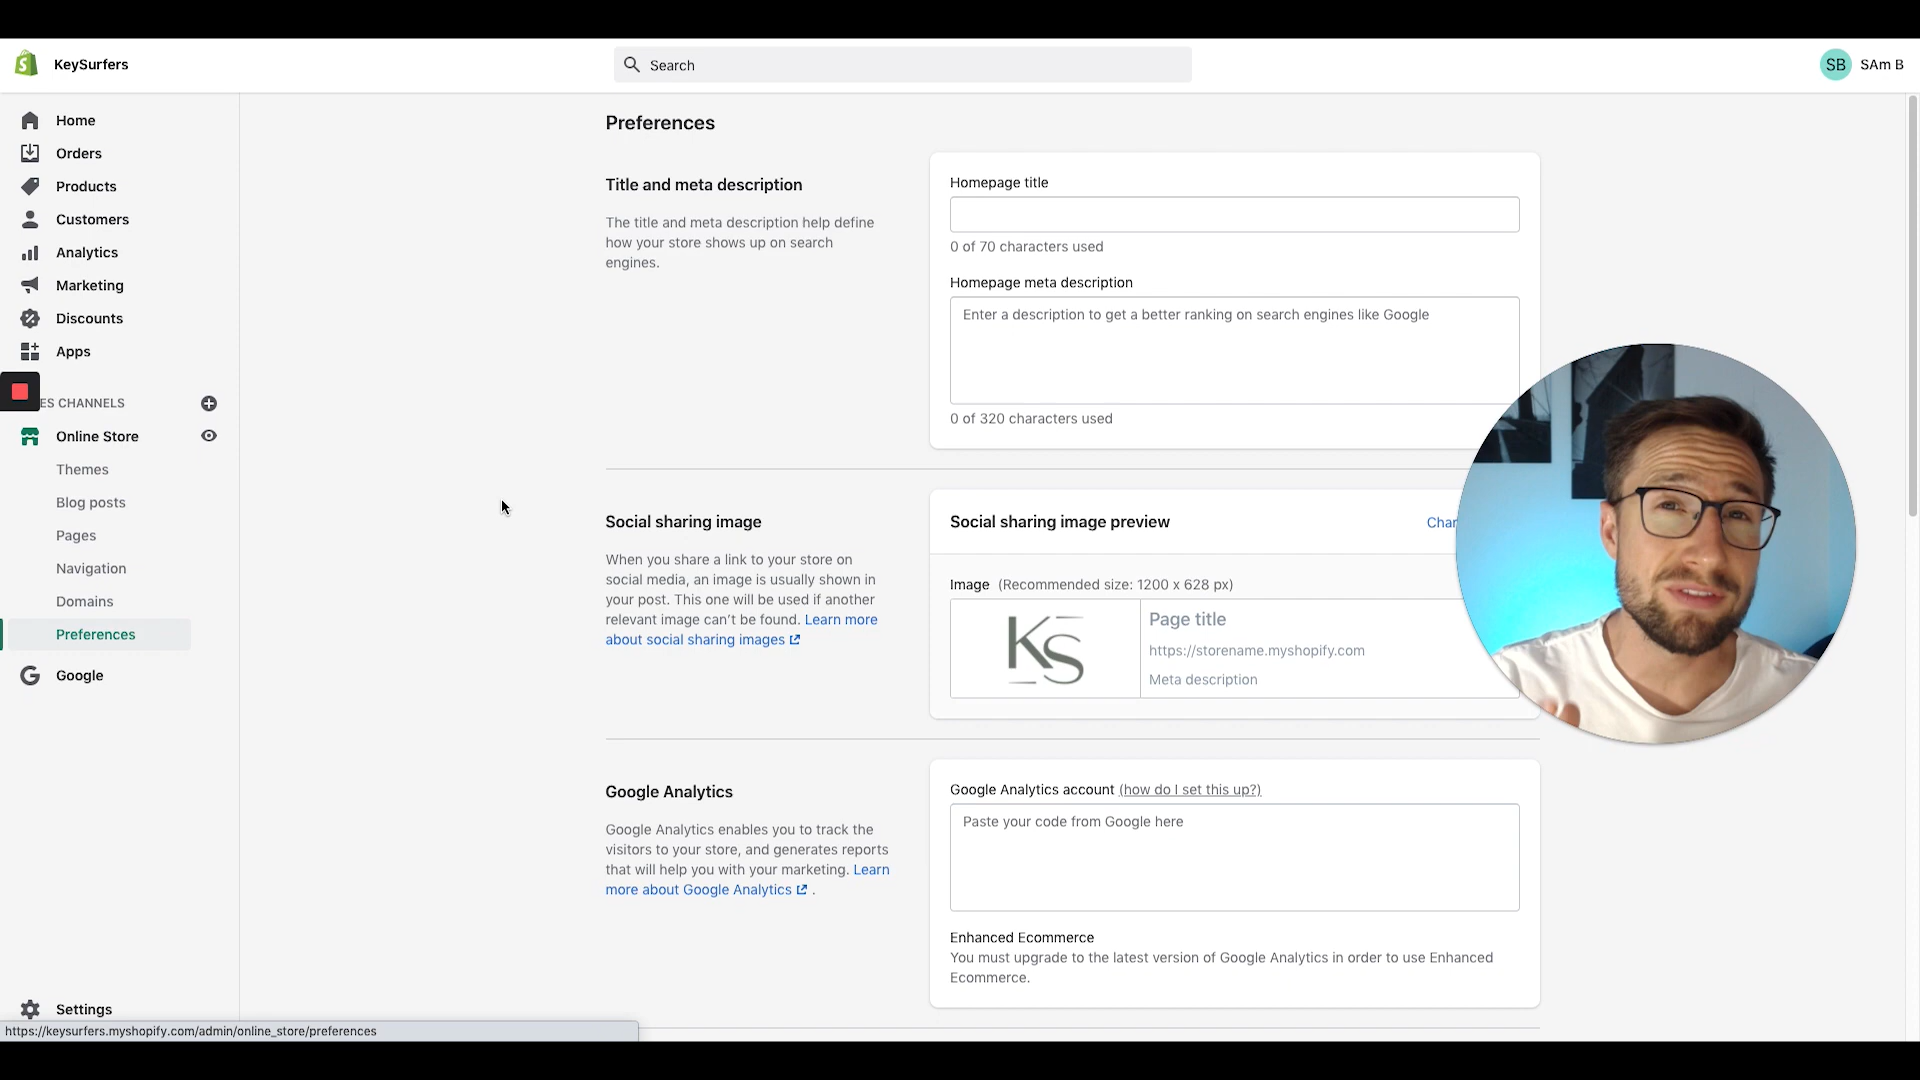 KeySurfers
Search
SB
SAm B
Home
Orders
Products
Customers
Analytics
Marketing
Discounts
Apps
ES CHANNELS
Online Store
Themes
Blog posts
Pages
Navigation
Domains
Preferences
Google
Settings
https://keysurfers.myshopify.com/admin/online_store/preferences
Preferences
Title and meta description
The title and meta description help define
how your store shows up on search
engines.
Homepage title
0 of 70 characters used
Homepage meta description
Enter a description to get a better ranking on search engines like Google
0 of 320 characters used
Social sharing image
When you share a link to your store on
social media, an image is usually shown in
your post. This one will be used if another
relevant image can't be found. Learn more
about social sharing images
Social sharing image preview
Char
Image (Recommended size: 1200 x 628 px)
KS
Page title
https://storename.myshopify.com
Meta description
Google Analytics
Google Analytics enables you to track the
visitors to your store, and generates reports
that will help you with your marketing. Learn
more about Google Analytics .
Google Analytics account (how do I set this up?)
Paste your code from Google here
Enhanced Ecommerce
You must upgrade to the latest version of Google Analytics in order to use Enhanced
Ecommerce.